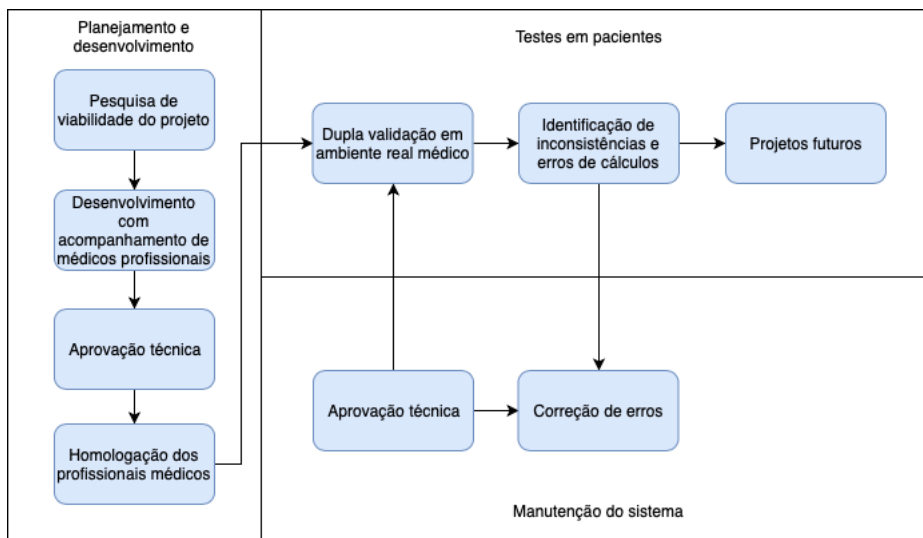 Planejamento e
desenvolvimento
Pesquisa de
viabilidade do projeto
Desenvolvimento
com
acompanhamento de
médicos profissionais
Aprovação técnica
Homologação dos
profissionais médicos
Testes em pacientes
Dupla validação em
ambiente real médico
Identificação de
inconsistências e
erros de cálculos
Projetos futuros
Aprovação técnica
Correção de erros
Manutenção do sistema